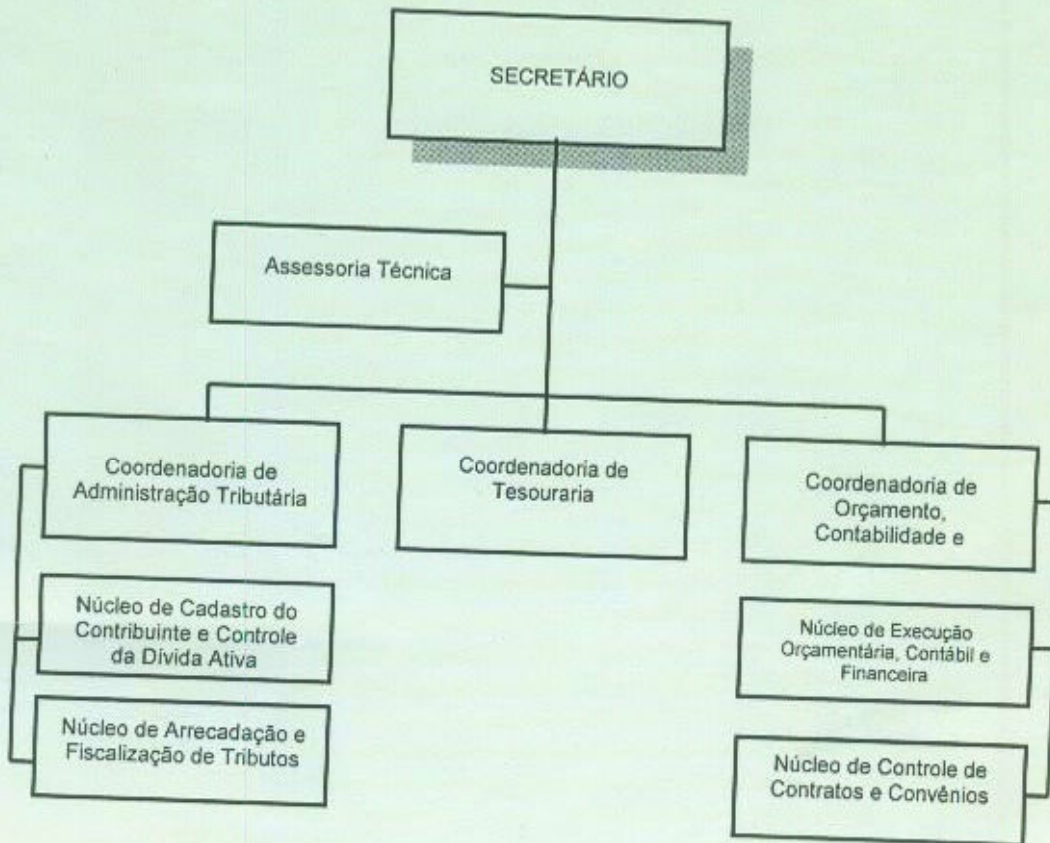 SECRETÁRIO
Assessoria Técnica
Coordenadoria de
Administração Tributária
Coordenadoria de
Tesouraria
Coordenadoria de
Orçamento,
Contabilidade e
Núcleo de Cadastro do
Contribuinte e Controle
da Divida Ativa
Núcleo de Execução
Orçamentária, Contábil e
Financeira
Núcleo de Arrecadação e
Fiscalização de Tributos
Núcleo de Controle de
Contratos e Convênios